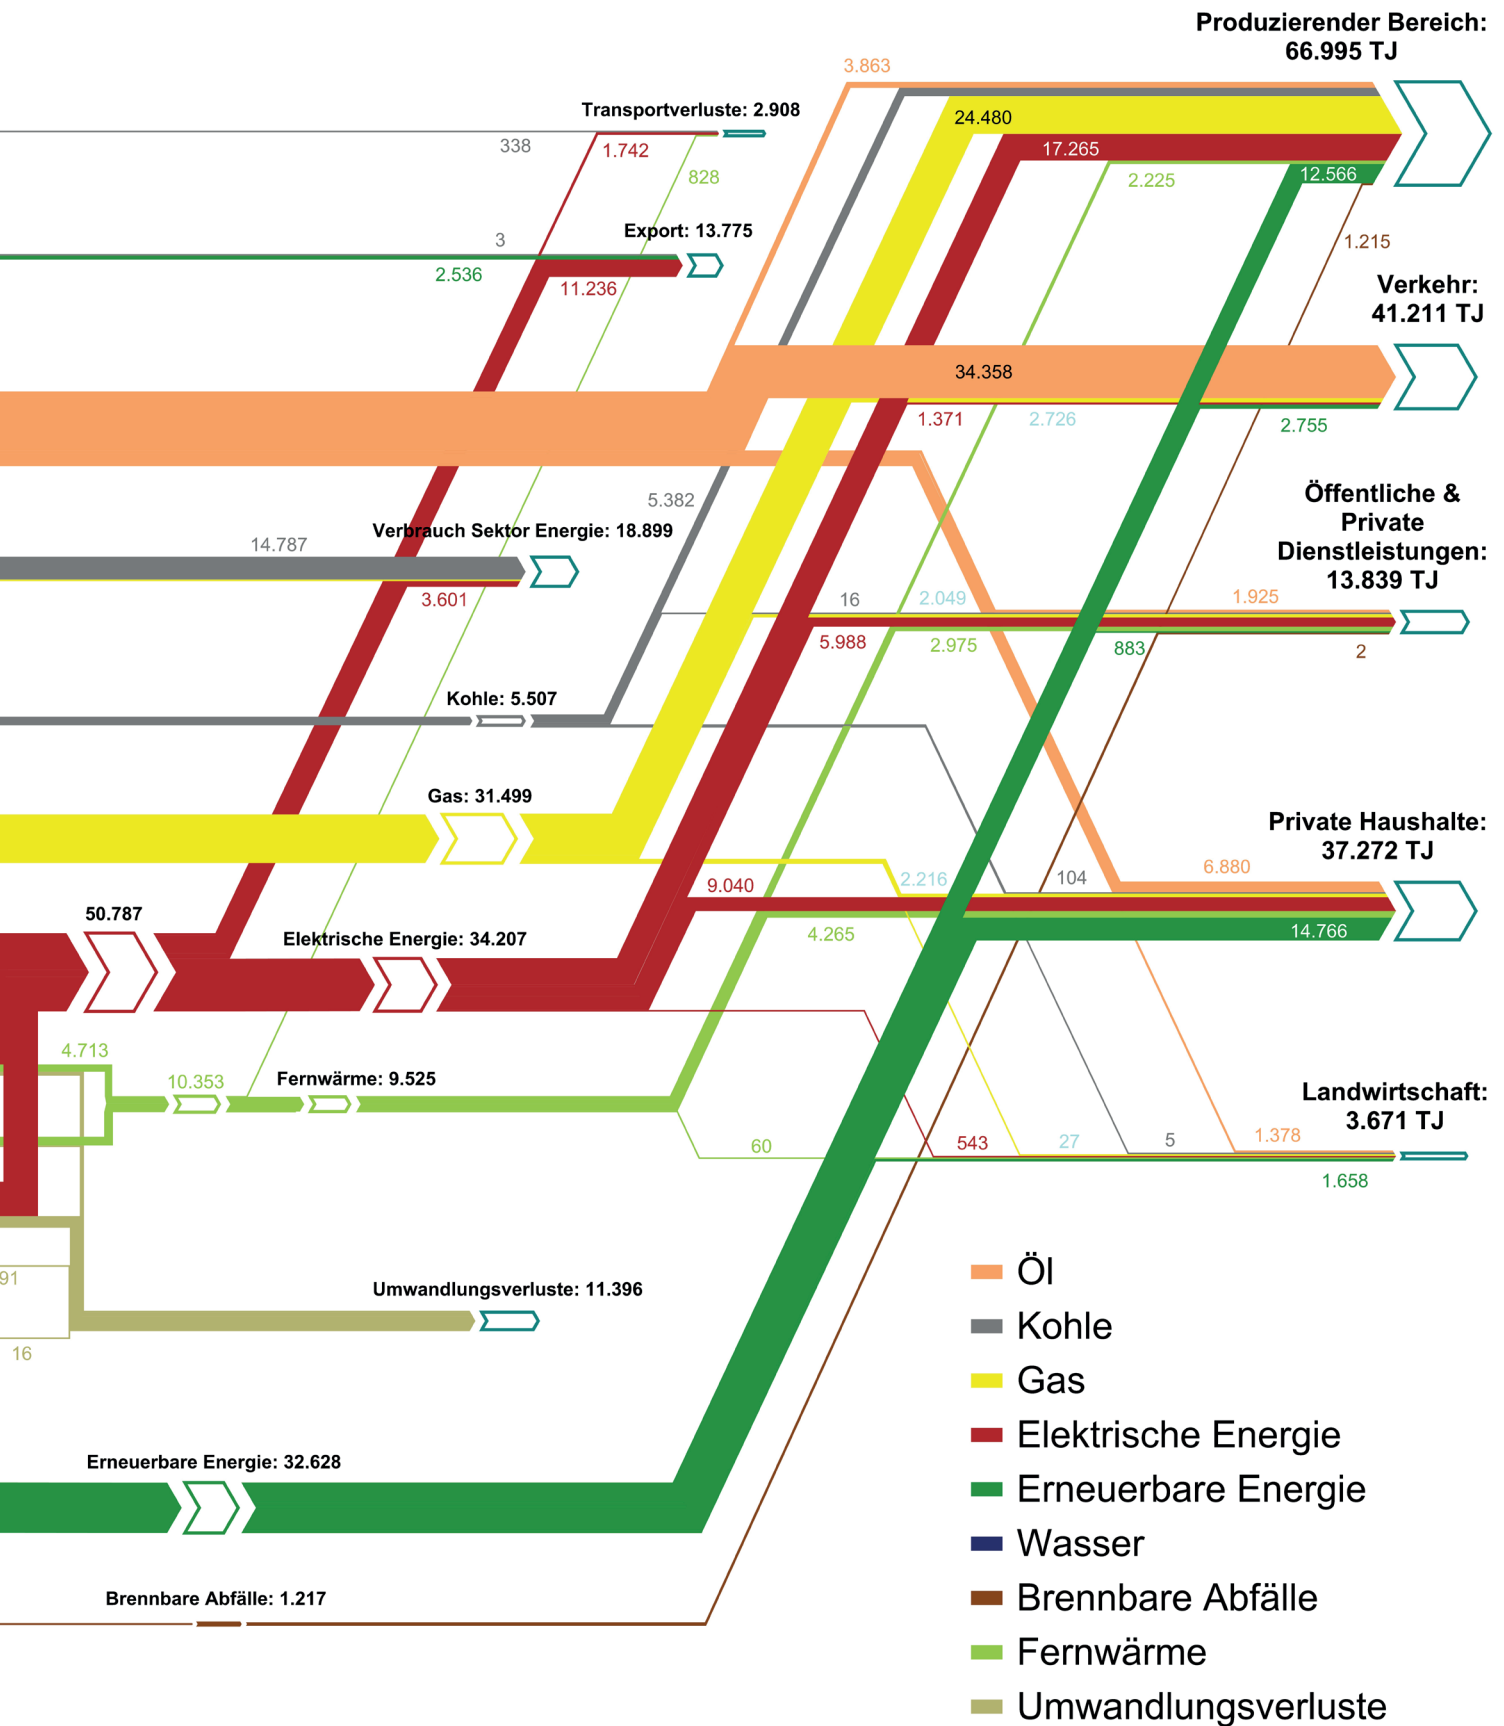 Produzierender Bereich:
66.995 TJ
3.863
Transportverluste: 2.908
338
1.742
828
24.480
17.265
2.225
12.566
1.215
Export: 13.775
3
2.536
11.236
Verkehr:
41.211 TJ
34.358
1.371
2.726
2.755
5.382
Öffentliche &
Private
Dienstleistungen:
13.839 TJ
14.787
Verbrauch Sektor Energie: 18.899
3.601
16
2.049
1.925
5.988
2.975
883
2
Kohle: 5.507
Gas: 31.499
Private Haushalte:
37.272 TJ
9.040
2.216
104
6.880
4.265
14.766
50.787
Elektrische Energie: 34.207
4.713
10.353
Fernwärme: 9.525
Landwirtschaft:
3.671 TJ
60
543
27
5
1.378
1.658
91
16
Umwandlungsverluste: 11.396
Erneuerbare Energie: 32.628
Brennbare Abfälle: 1.217
Öl
Kohle
Gas
Elektrische Energie
Erneuerbare Energie
Wasser
Brennbare Abfälle
Fernwärme
Umwandlungsverluste